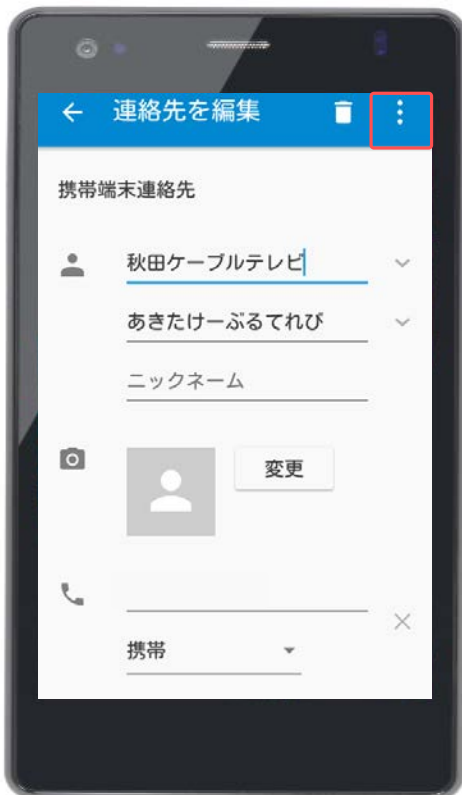 連絡先を編集
携帯端末連絡先
秋田ケーブルテレビ
あきたけーぶるてれび
ニックネーム
変更
携帯